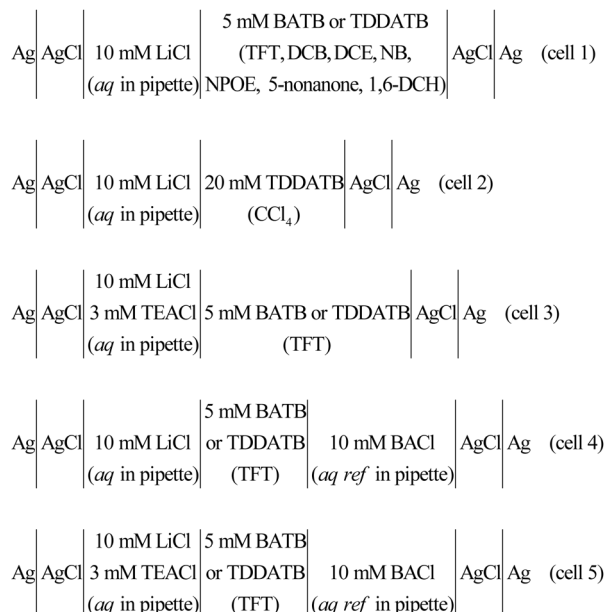 5 mM BATB or TDDATB
Ag AgCl 10 mM LiCl (TFT, DCB, DCE, NB, AgCl Ag (cell 1)
(aq in pipette) NPOE, 5-nonanone, 1,6-DCH)
Ag AgCl 10 mM LiCl 20 mM TDDATB AgCl Ag (cell 2)
(aq in pipette) (CCl₄)
10 mM LiCl
Ag AgCl 3 mM TEACl 5 mM BATB or TDDATB AgCl Ag (cell 3)
(aq in pipette) (TFT)
5 mM BATB
Ag AgCl 10 mM LiCl or TDDATB 10 mM BACl AgCl Ag (cell 4)
(aq in pipette) (TFT) (aq ref in pipette)
10 mM LiCl 5 mM BATB
Ag AgCl 3 mM TEACl or TDDATB 10 mM BACl AgCl Ag (cell 5)
(aq in pipette) (TFT) (aq ref in pipette)